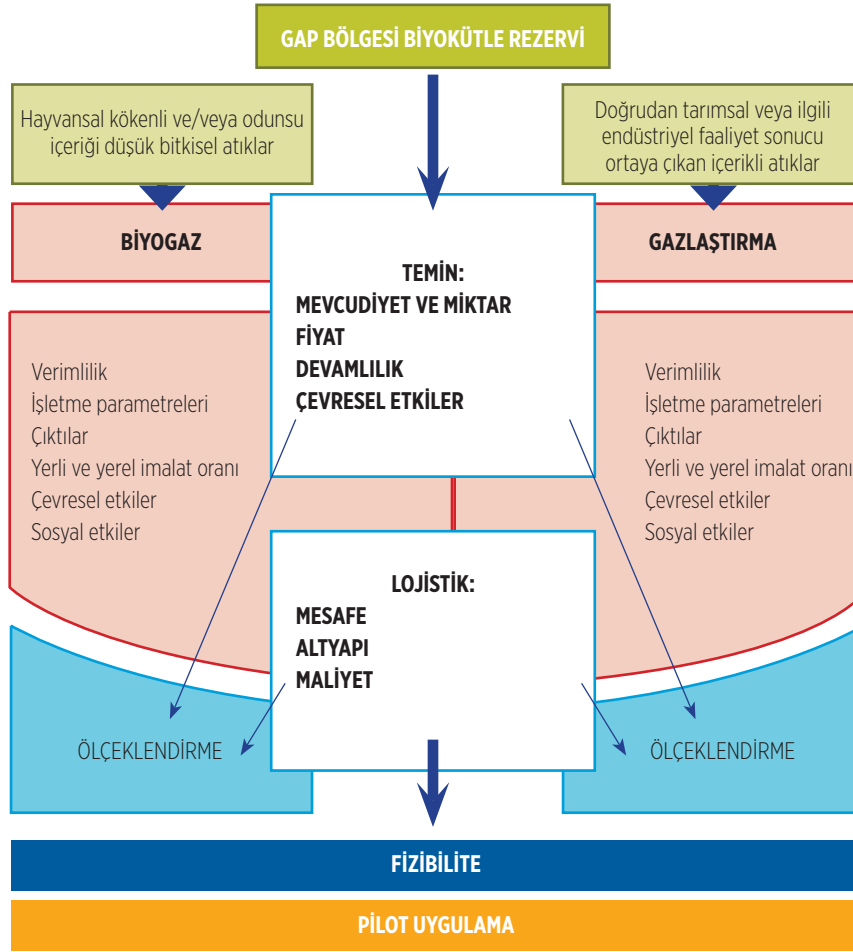 GAP BÖLGESİ BİYOKÜTLE REZERVİ
Hayvansal kökenli ve/veya odunsu
içeriği düşük bitkisel atıklar
Doğrudan tarımsal veya ilgili
endüstriyel faaliyet sonucu
ortaya çıkan içerikli atıklar
BİYOGAZ
GAZLAŞTIRMA
TEMİN:
MEVCUDİYET VE MİKTAR
FİYAT
DEVAMLILIK
ÇEVRESEL ETKİLER
Verimlilik
İşletme parametreleri
Çıktılar
Yerli ve yerel imalat oranı
Çevresel etkiler
Sosyal etkiler
Verimlilik
İşletme parametreleri
Çıktılar
Yerli ve yerel imalat oranı
Çevresel etkiler
Sosyal etkiler
LOJİSTİK:
MESAFE
ALTYAPI
MALİYET
ÖLÇEKLENDİRME
ÖLÇEKLENDİRME
FİZİBİLİTE
PİLOT UYGULAMA